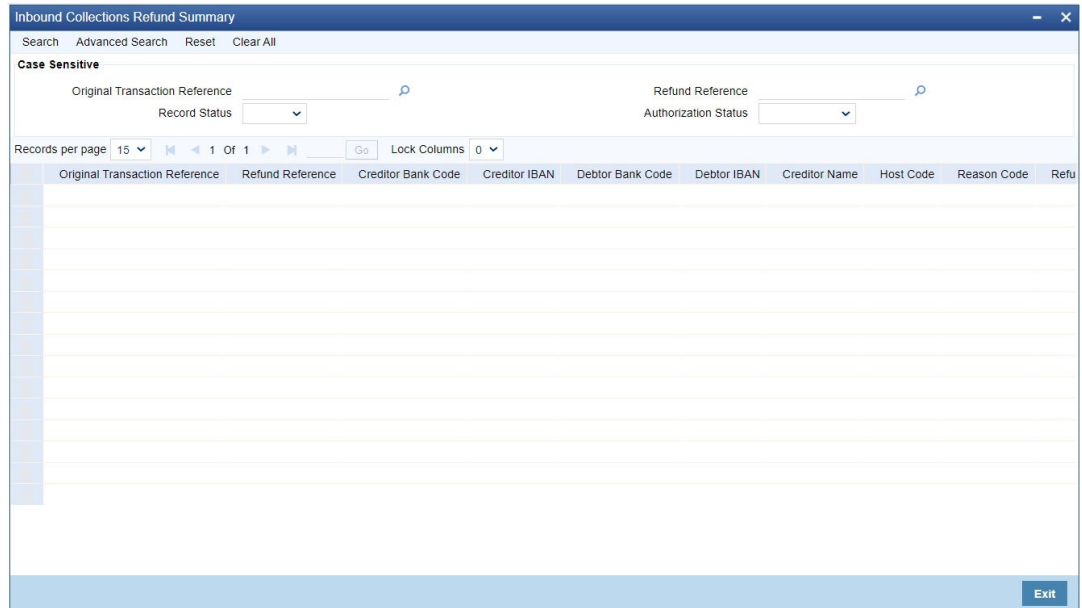 Inbound Collections Refund Summary
Search Advanced Search Reset Clear All
Case Sensitive
Original Transaction Reference Refund Reference
Record Status Authorization Status
Records per page 15 1 Of 1 Go Lock Columns 0
Original Transaction Reference Refund Reference Creditor Bank Code Creditor IBAN Debtor Bank Code Debtor IBAN Creditor Name Host Code Reason Code Refu
Exit